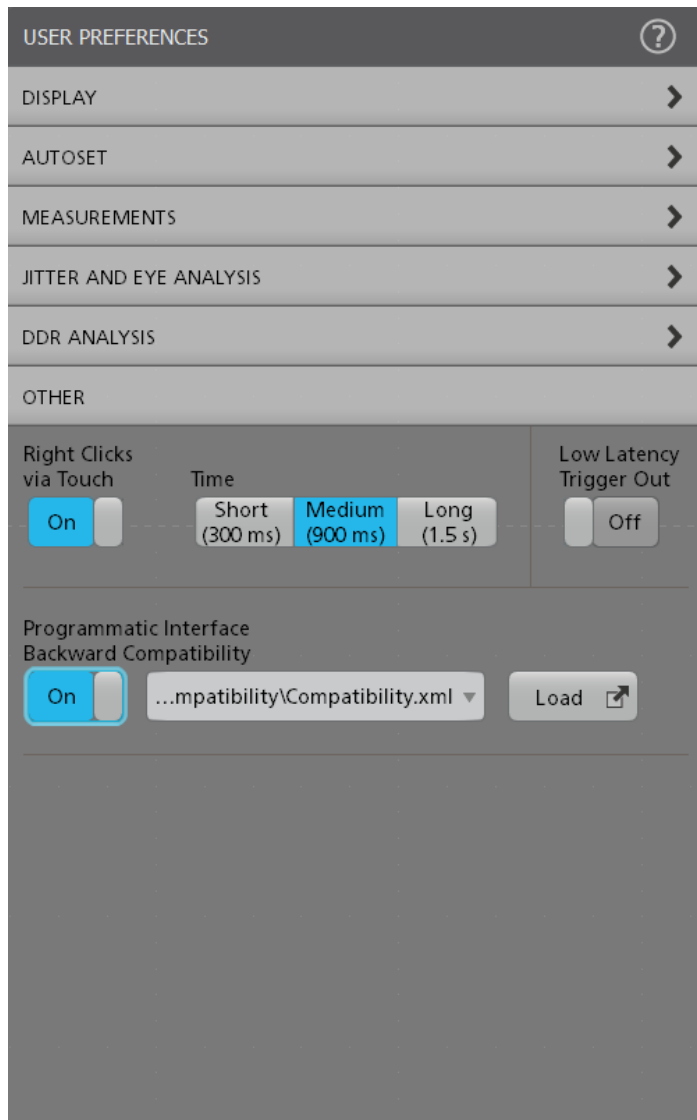 USER PREFERENCES ?
DISPLAY
AUTOSET
MEASUREMENTS
JITTER AND EYE ANALYSIS
DDR ANALYSIS
OTHER
Right Clicks
via Touch
On
Time
Short
(300 ms)
Medium
(900 ms)
Long
(1.5 s)
Low Latency
Trigger Out
Off
Programmatic Interface
Backward Compatibility
On
...mpatibility\Compatibility.xml
Load